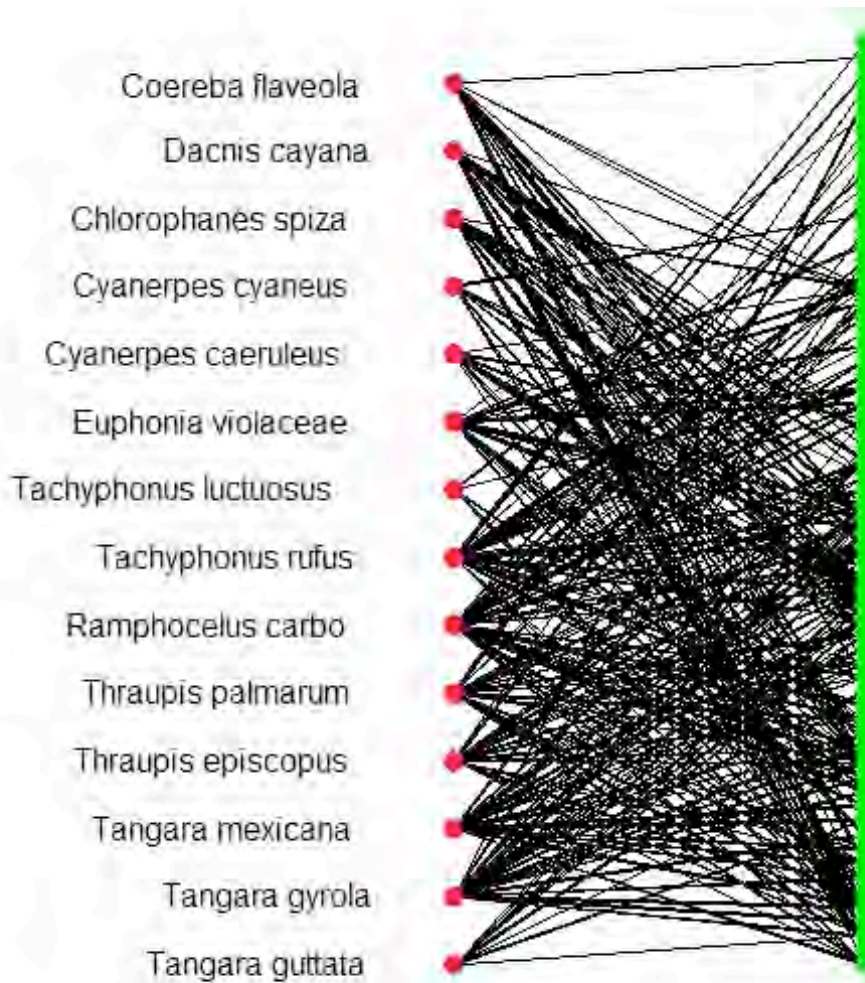 Coereba flaveola
Dacnis cayana
Chlorophanes spiza
Cyanerpes cyaneus
Cyanerpes caeruleus
Euphonia violaceae
Tachyphonus luctuosus
Tachyphonus rufus
Ramphocelus carbo
Thraupis palmarum
Thraupis episcopus
Tangara mexicana
Tangara gyrola
Tangara guttata